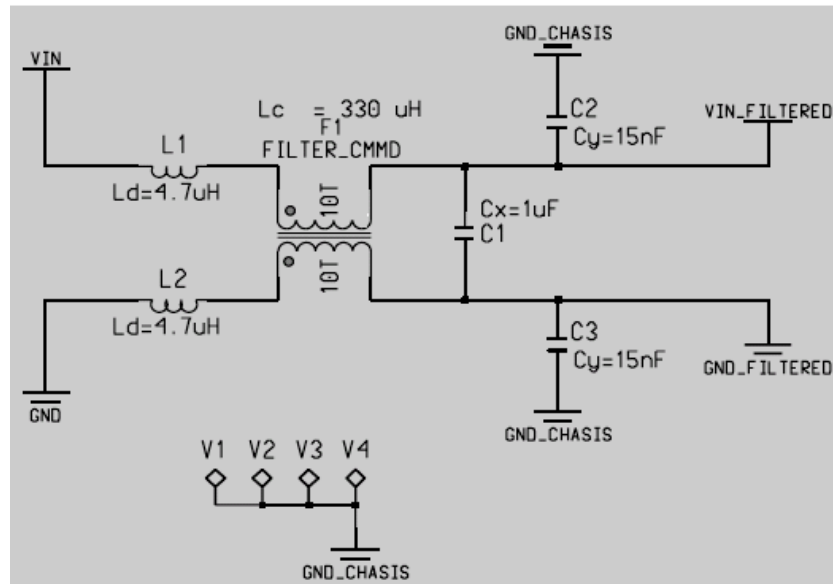 GND_CHASIS
VIN
Lc = 330 uH
F1
FILTER_CMMD
C2
Cy=15nF
VIN_FILTERED
L1
Ld=4.7uH
10T
Cx=1uF
C1
10T
L2
Ld=4.7uH
C3
Cy=15nF
GND_FILTERED
GND
GND_CHASIS
V1 V2 V3 V4
GND_CHASIS